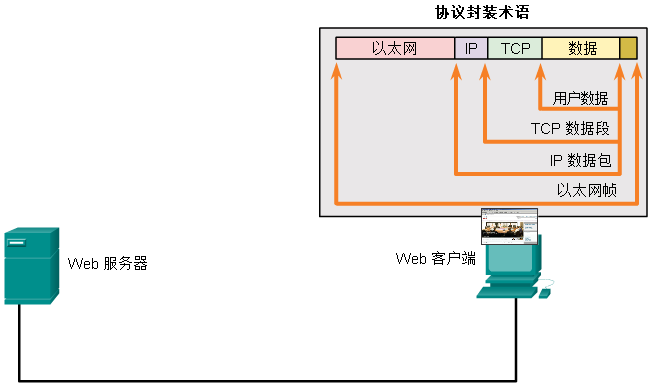 协议封装术语
以太网 IP TCP 数据
用户数据
TCP 数据段
IP 数据包
以太网帧
Web 服务器
Web 客户端